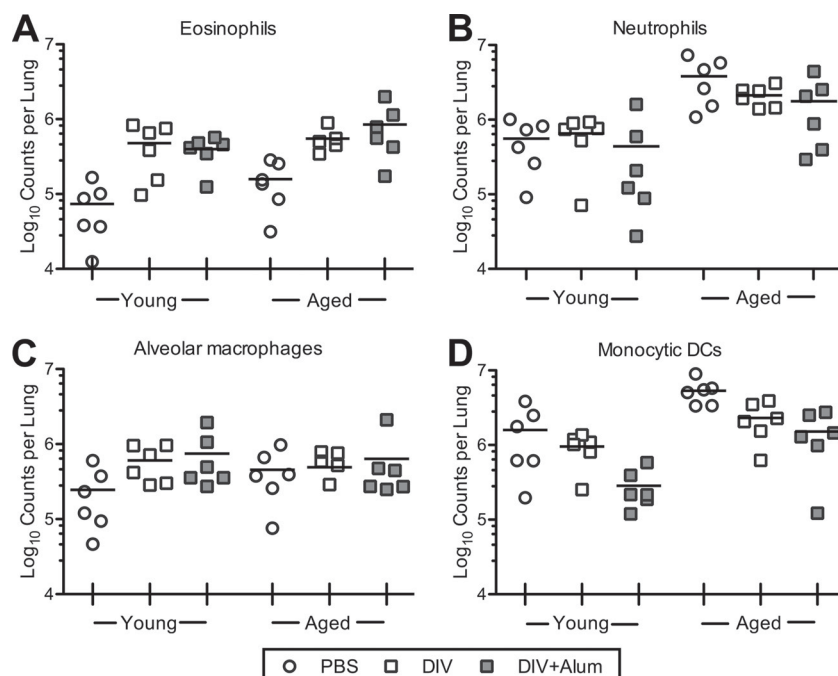 A
Eosinophils
Log10 Counts per Lung
7
6
5
4
Young
Aged
B
Neutrophils
Log10 Counts per Lung
7
6
5
4
Young
Aged
C
Alveolar macrophages
Log10 Counts per Lung
7
6
5
4
Young
Aged
D
Monocytic DCs
Log10 Counts per Lung
7
6
5
4
Young
Aged
PBS DIV DIV+Alum